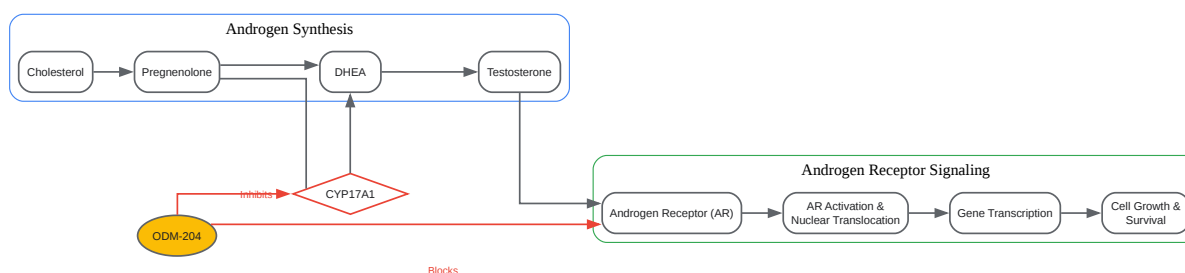 Androgen Synthesis
Cholesterol
Pregnenolone
DHEA
Testosterone
Androgen Receptor Signaling
Inhibits
CYP17A1
Androgen Receptor (AR)
AR Activation &
Nuclear Translocation
Gene Transcription
Cell Growth &
Survival
ODM-204
Blocks